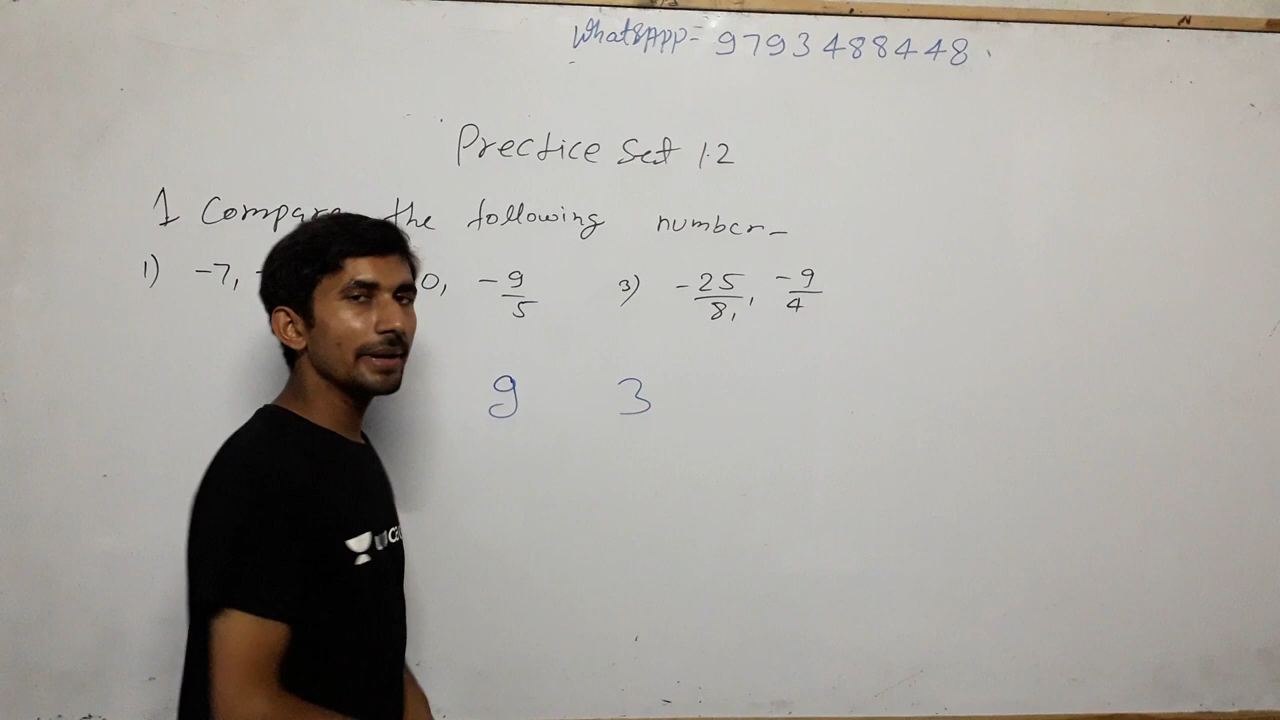 WhatsApp- 9793488448
Prectice Set 1.2
1 Compare the following number-
1) -7, - 0, -9/5 3) -25/8, -9/4
9 3